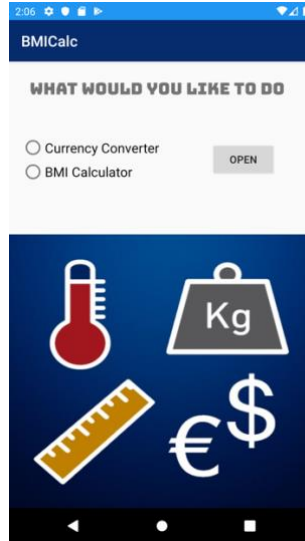 2:06
BMICalc
WHAT WOULD YOU LIKE TO DO
Currency Converter
OPEN
BMI Calculator
Kg
€$